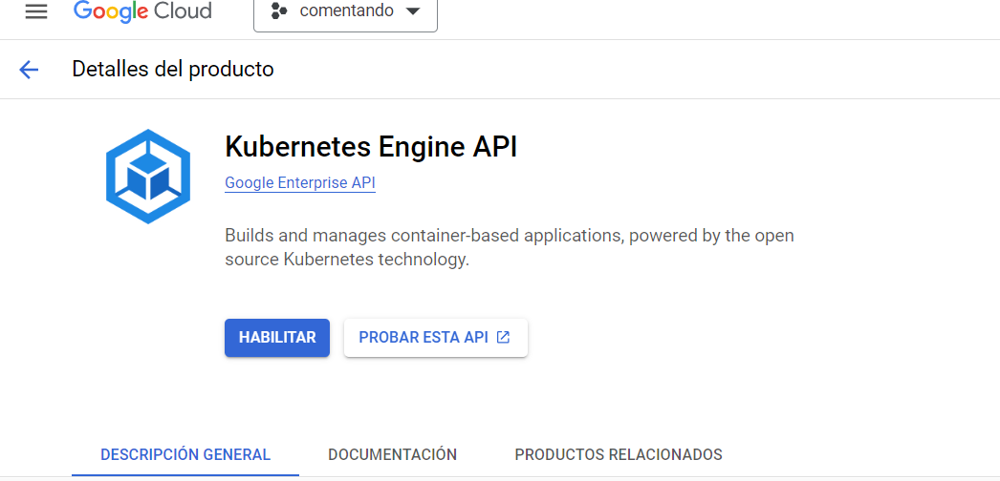 Google Cloud
comentando
Detalles del producto
Kubernetes Engine API
Google Enterprise API
Builds and manages container-based applications, powered by the open
source Kubernetes technology.
HABILITAR
PROBAR ESTA API
DESCRIPCIÓN GENERAL
DOCUMENTACIÓN
PRODUCTOS RELACIONADOS